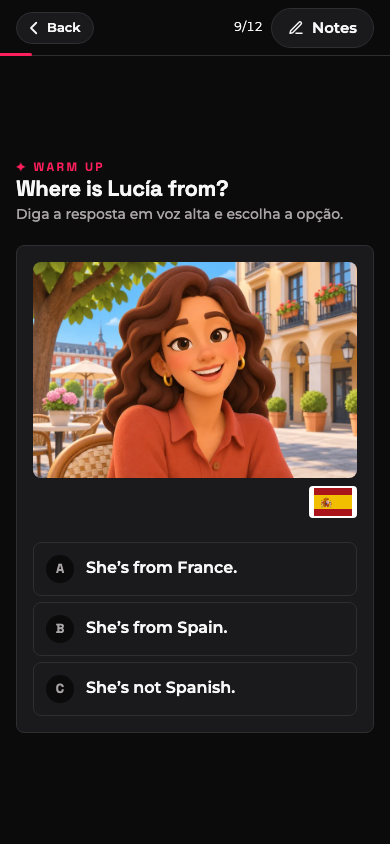 Back
9/12
Notes
WARM UP
Where is Lucía from?
Diga a resposta em voz alta e escolha a opção.
A She’s from France.
B She’s from Spain.
C She’s not Spanish.